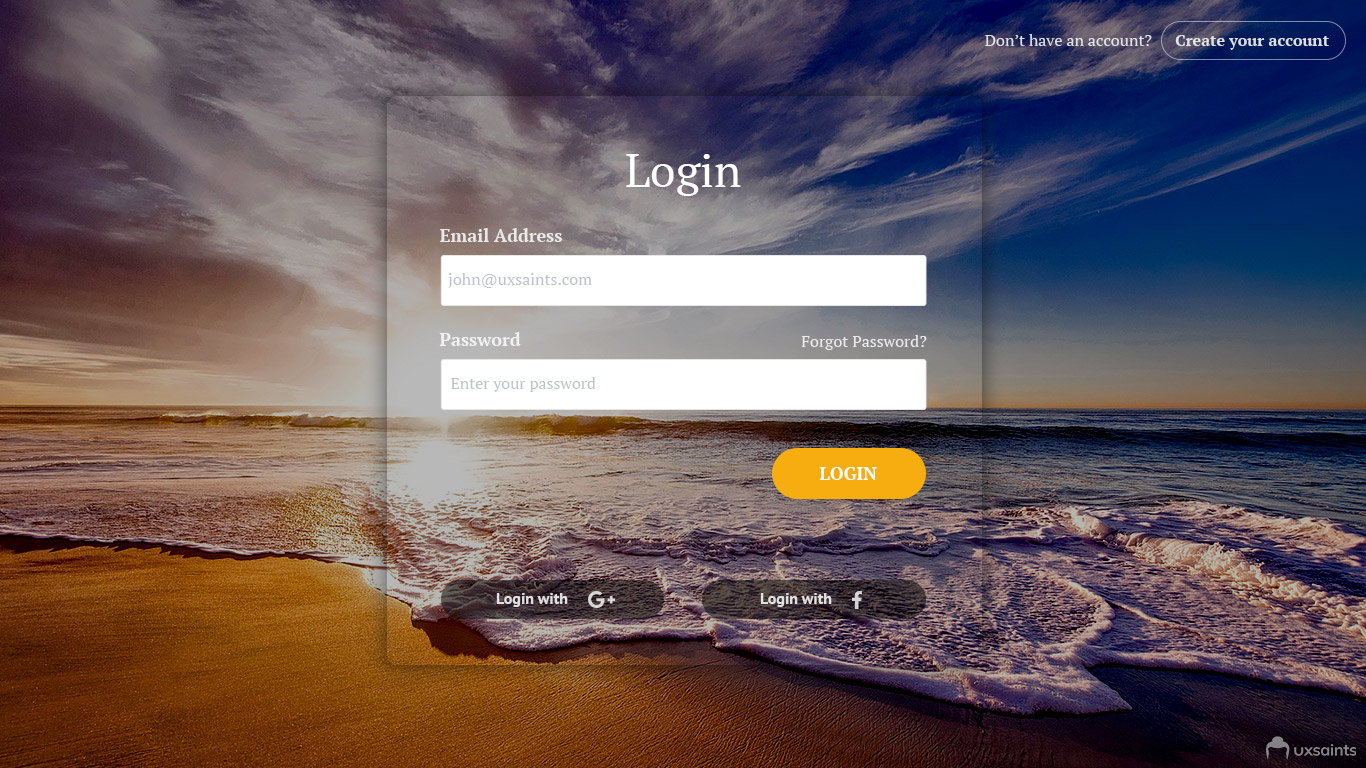 Don’t have an account? Create your account
Login
Email Address
john@uxsaints.com
Password Forgot Password?
Enter your password
LOGIN
Login with G+
Login with f
uxsaints